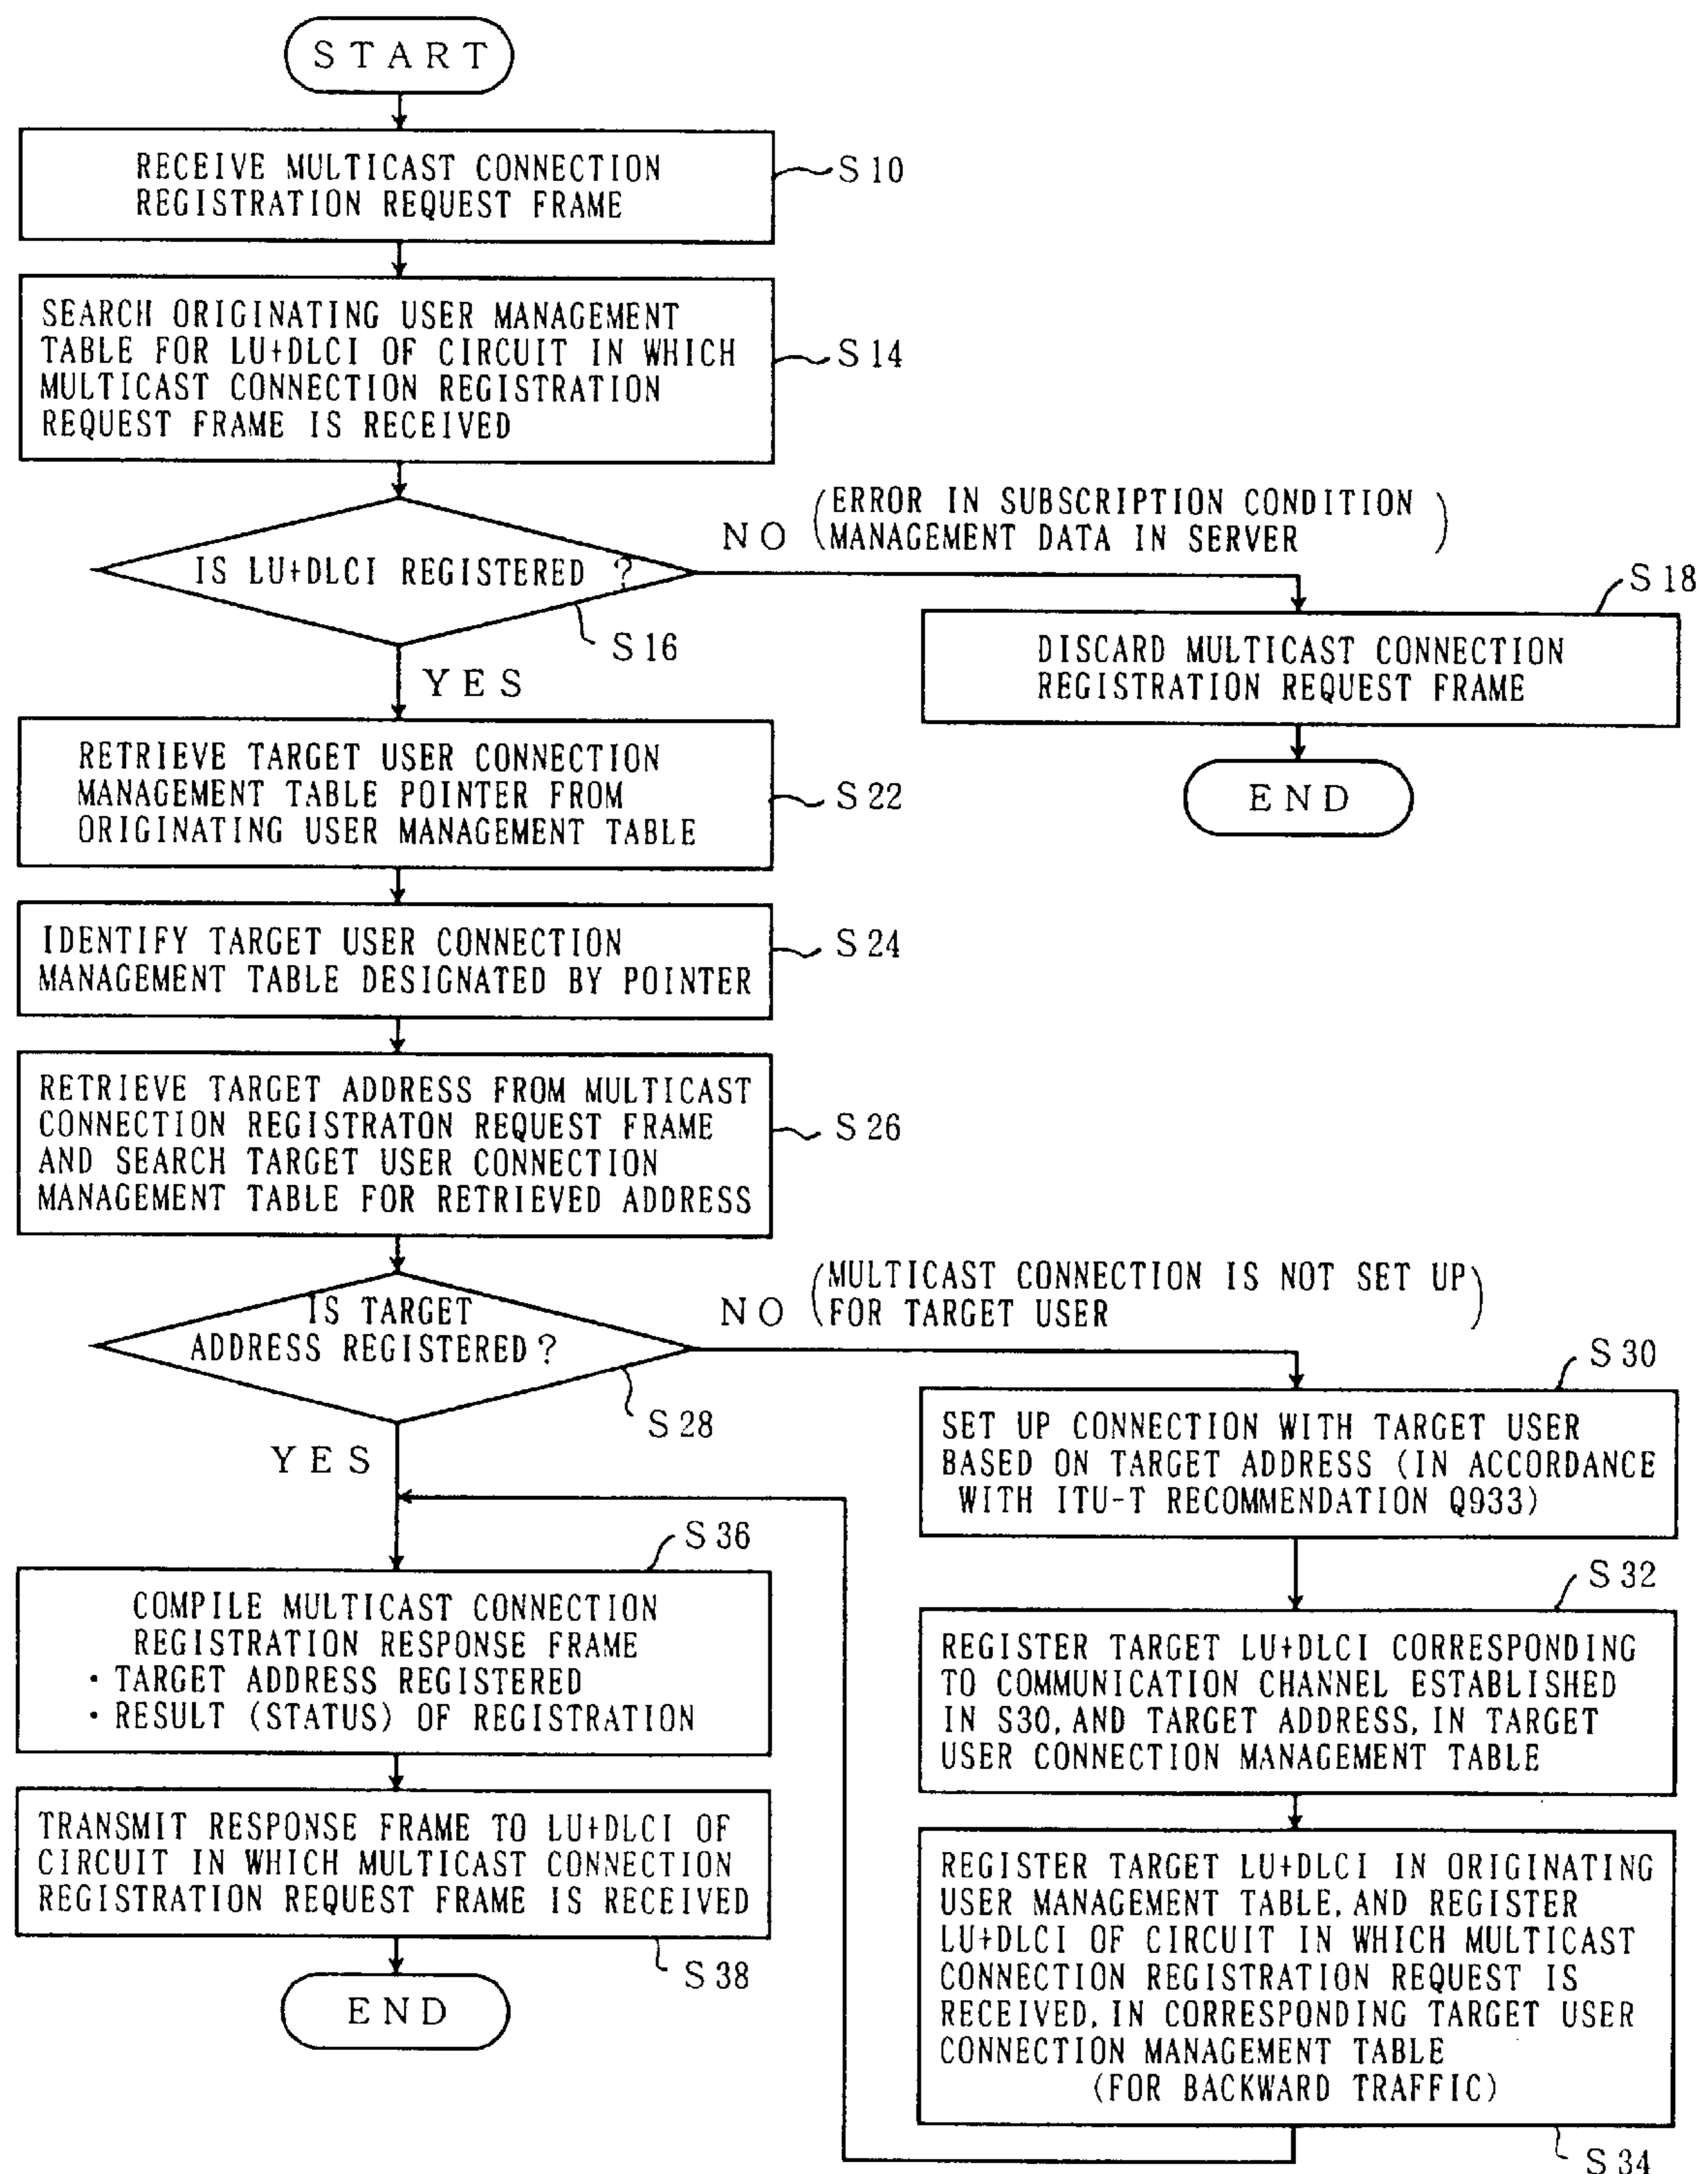 START
RECEIVE MULTICAST CONNECTION
REGISTRATION REQUEST FRAME
S10
SEARCH ORIGINATING USER MANAGEMENT
TABLE FOR LU+DLCI OF CIRCUIT IN WHICH
MULTICAST CONNECTION REGISTRATION
REQUEST FRAME IS RECEIVED
S14
IS LU+DLCI REGISTERED ?
S16
NO
(ERROR IN SUBSCRIPTION CONDITION
MANAGEMENT DATA IN SERVER)
S18
DISCARD MULTICAST CONNECTION
REGISTRATION REQUEST FRAME
END
YES
RETRIEVE TARGET USER CONNECTION
MANAGEMENT TABLE POINTER FROM
ORIGINATING USER MANAGEMENT TABLE
S22
IDENTIFY TARGET USER CONNECTION
MANAGEMENT TABLE DESIGNATED BY POINTER
S24
RETRIEVE TARGET ADDRESS FROM MULTICAST
CONNECTION REGISTRATON REQUEST FRAME
AND SEARCH TARGET USER CONNECTION
MANAGEMENT TABLE FOR RETRIEVED ADDRESS
S26
IS TARGET
ADDRESS REGISTERED?
S28
NO
(MULTICAST CONNECTION IS NOT SET UP
FOR TARGET USER)
S30
SET UP CONNECTION WITH TARGET USER
BASED ON TARGET ADDRESS (IN ACCORDANCE
WITH ITU-T RECOMMENDATION Q933)
S32
REGISTER TARGET LU+DLCI CORRESPONDING
TO COMMUNICATION CHANNEL ESTABLISHED
IN S30, AND TARGET ADDRESS, IN TARGET
USER CONNECTION MANAGEMENT TABLE
REGISTER TARGET LU+DLCI IN ORIGINATING
USER MANAGEMENT TABLE, AND REGISTER
LU+DLCI OF CIRCUIT IN WHICH MULTICAST
CONNECTION REGISTRATION REQUEST IS
RECEIVED, IN CORRESPONDING TARGET USER
CONNECTION MANAGEMENT TABLE
(FOR BACKWARD TRAFFIC)
S34
YES
S36
COMPILE MULTICAST CONNECTION
REGISTRATION RESPONSE FRAME
· TARGET ADDRESS REGISTERED
· RESULT (STATUS) OF REGISTRATION
TRANSMIT RESPONSE FRAME TO LU+DLCI OF
CIRCUIT IN WHICH MULTICAST CONNECTION
REGISTRATION REQUEST FRAME IS RECEIVED
S38
END